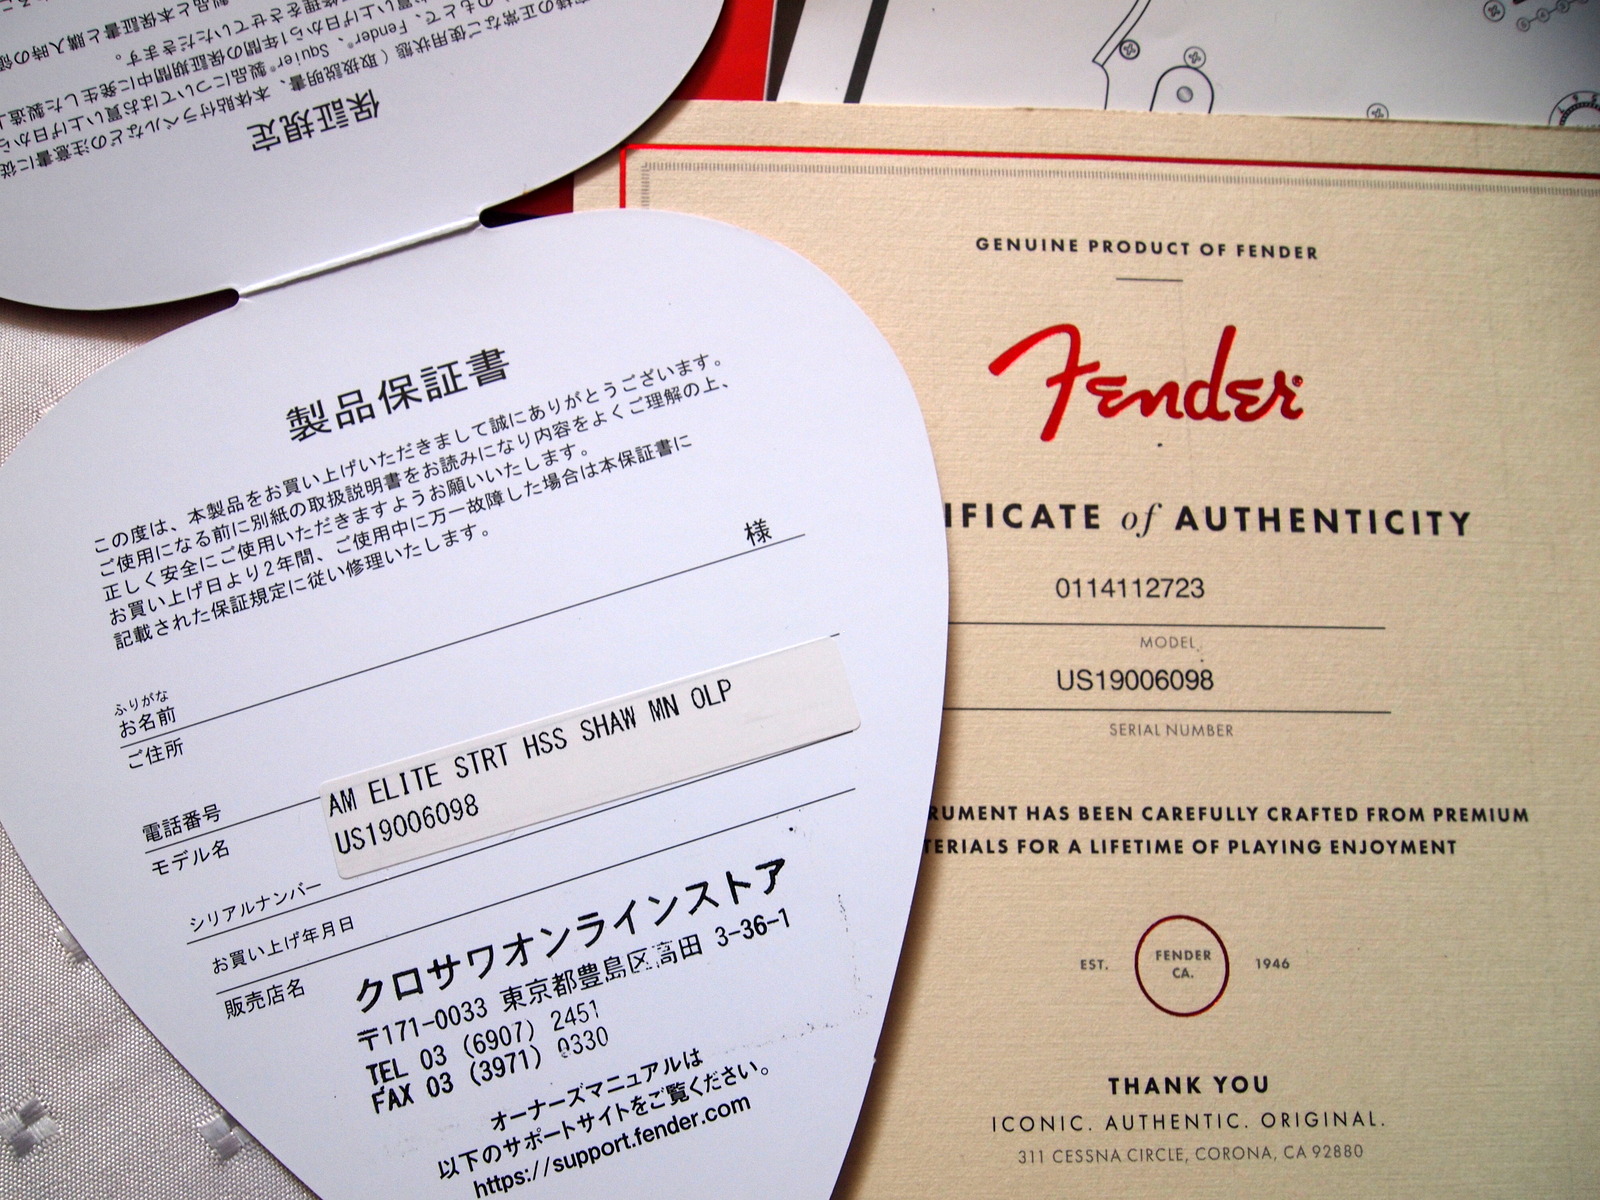 保証規定
製品保証書
この度は、本製品をお買い上げいただきまして誠にありがとうございます。
ご使用になる前に別紙の取扱説明書をお読みになり内容をよくご理解の上、
正しく安全にご使用いただきますようお願いいたします。
お買い上げ日より2年間、ご使用中に万一故障した場合は本保証書に
記載された保証規定に従い修理いたします。
様
ふりがな
お名前
ご住所
電話番号
モデル名
AM ELITE STRT HSS SHAW MN OLP
US19006098
シリアルナンバー
お買い上げ年月日
販売店名
クロサワオンラインストア
〒171-0033 東京都豊島区高田 3-36-1
TEL 03 (6907) 2451
FAX 03 (3971) 0330
オーナーズマニュアルは
以下のサポートサイトをご覧ください。
https://support.fender.com
GENUINE PRODUCT OF FENDER
Fender
IFICATE of AUTHENTICITY
0114112723
MODEL
US19006098
SERIAL NUMBER
RUMENT HAS BEEN CAREFULLY CRAFTED FROM PREMIUM
TERIALS FOR A LIFETIME OF PLAYING ENJOYMENT
EST. FENDER CA. 1946
THANK YOU
ICONIC. AUTHENTIC. ORIGINAL.
311 CESSNA CIRCLE, CORONA, CA 92880